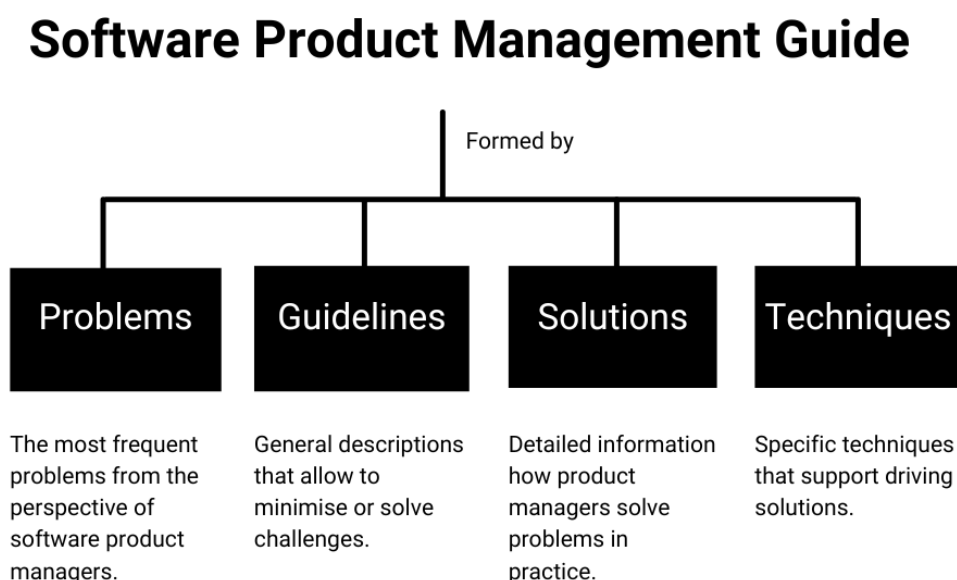 Software Product Management Guide
Formed by
Problems
Guidelines
Solutions
Techniques
The most frequent
problems from the
perspective of
software product
managers.
General descriptions
that allow to
minimise or solve
challenges.
Detailed information
how product
managers solve
problems in
practice.
Specific techniques
that support driving
solutions.